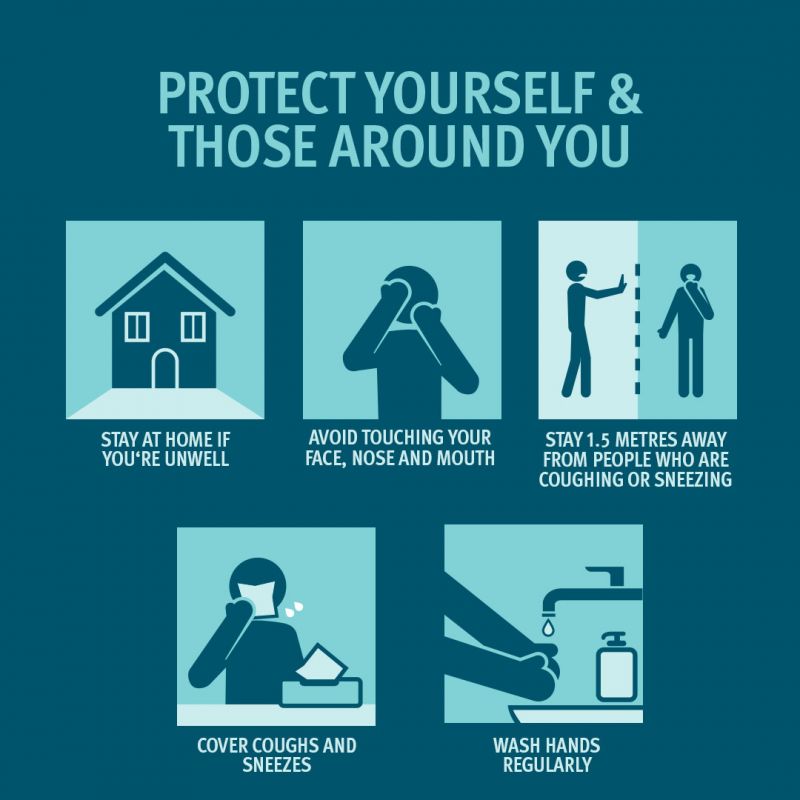 PROTECT YOURSELF &
THOSE AROUND YOU
STAY AT HOME IF
YOU‘RE UNWELL
AVOID TOUCHING YOUR
FACE, NOSE AND MOUTH
STAY 1.5 METRES AWAY
FROM PEOPLE WHO ARE
COUGHING OR SNEEZING
COVER COUGHS AND
SNEEZES
WASH HANDS
REGULARLY